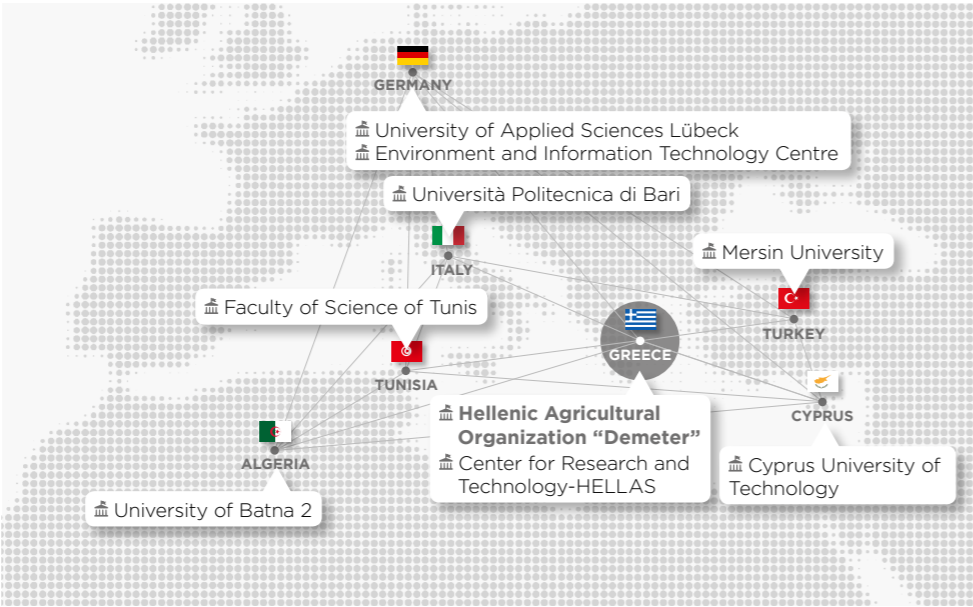 GERMANY
University of Applied Sciences Lübeck
Environment and Information Technology Centre
Università Politecnica di Bari
ITALY
Mersin University
TURKEY
Faculty of Science of Tunis
TUNISIA
GREECE
Hellenic Agricultural
Organization “Demeter”
Center for Research and
Technology-HELLAS
CYPRUS
Cyprus University of
Technology
ALGERIA
University of Batna 2